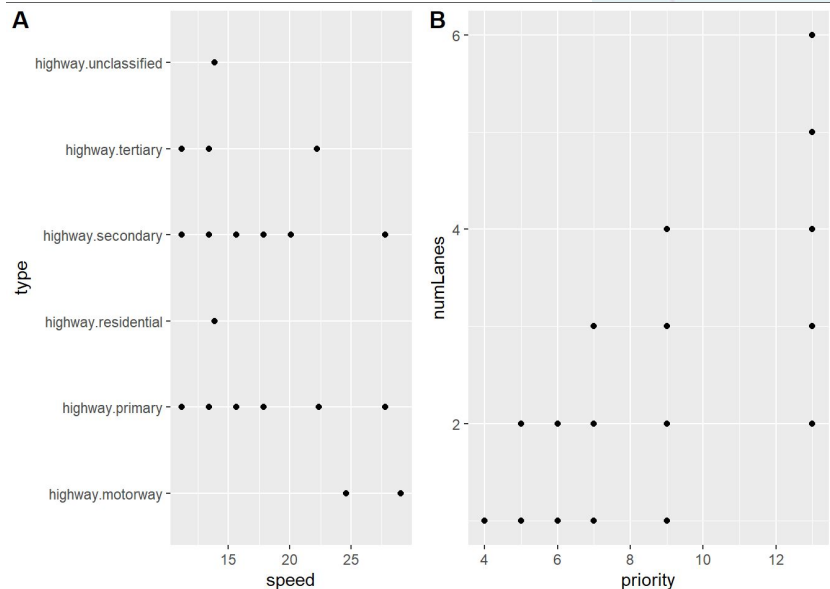 A
highway.unclassified
highway.tertiary
highway.secondary
highway.residential
highway.primary
highway.motorway
type
15 20 25
speed
B
6
4
2
numLanes
4 6 8 10 12
priority